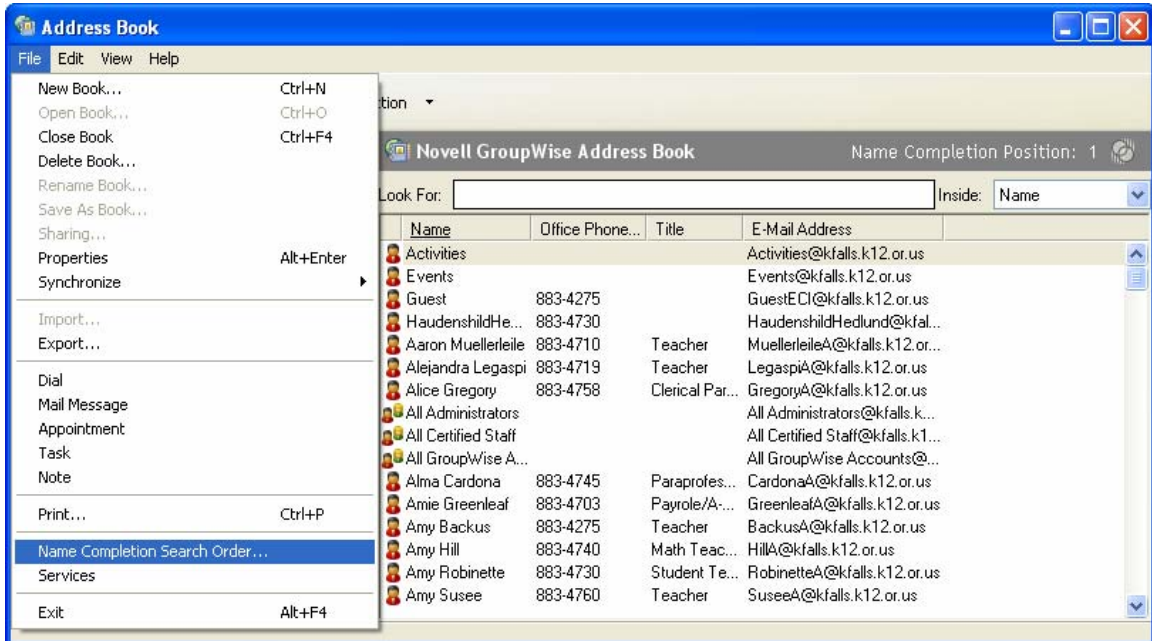 Address Book
File Edit View Help
New Book... Ctrl+N
Open Book... Ctrl+O
Close Book Ctrl+F4
Delete Book...
Rename Book...
Save As Book...
Sharing...
Properties Alt+Enter
Synchronize
Import...
Export...
Dial
Mail Message
Appointment
Task
Note
Print... Ctrl+P
Name Completion Search Order...
Services
Exit Alt+F4
tion
Novell GroupWise Address Book Name Completion Position: 1
Look For: Inside: Name
Name Office Phone... Title E-Mail Address
Activities Activities@kfalls.k12.or.us
Events Events@kfalls.k12.or.us
Guest 883-4275 GuestECI@kfalls.k12.or.us
HaudenshildHe... 883-4730 HaudenshildHedlund@kfal...
Aaron Muellerleile 883-4710 Teacher MuellerleileA@kfalls.k12.or...
Alejandra Legaspi 883-4719 Teacher LegaspiA@kfalls.k12.or.us
Alice Gregory 883-4758 Clerical Par... GregoryA@kfalls.k12.or.us
All Administrators All Administrators@kfalls.k...
All Certified Staff All Certified Staff@kfalls.k1...
All GroupWise A... All GroupWise Accounts@...
Alma Cardona 883-4745 Paraprofes... CardonaA@kfalls.k12.or.us
Amie Greenleaf 883-4703 Payrole/A-... GreenleafA@kfalls.k12.or.us
Amy Backus 883-4275 Teacher BackusA@kfalls.k12.or.us
Amy Hill 883-4740 Math Teac... HillA@kfalls.k12.or.us
Amy Robinette 883-4730 Student Te... RobinetteA@kfalls.k12.or.us
Amy Susee 883-4760 Teacher SuseeA@kfalls.k12.or.us